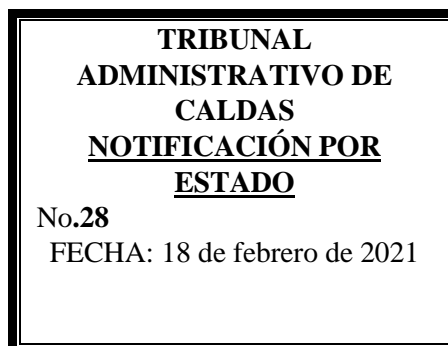 TRIBUNAL
ADMINISTRATIVO DE
CALDAS
NOTIFICACIÓN POR
ESTADO
No.28
FECHA: 18 de febrero de 2021